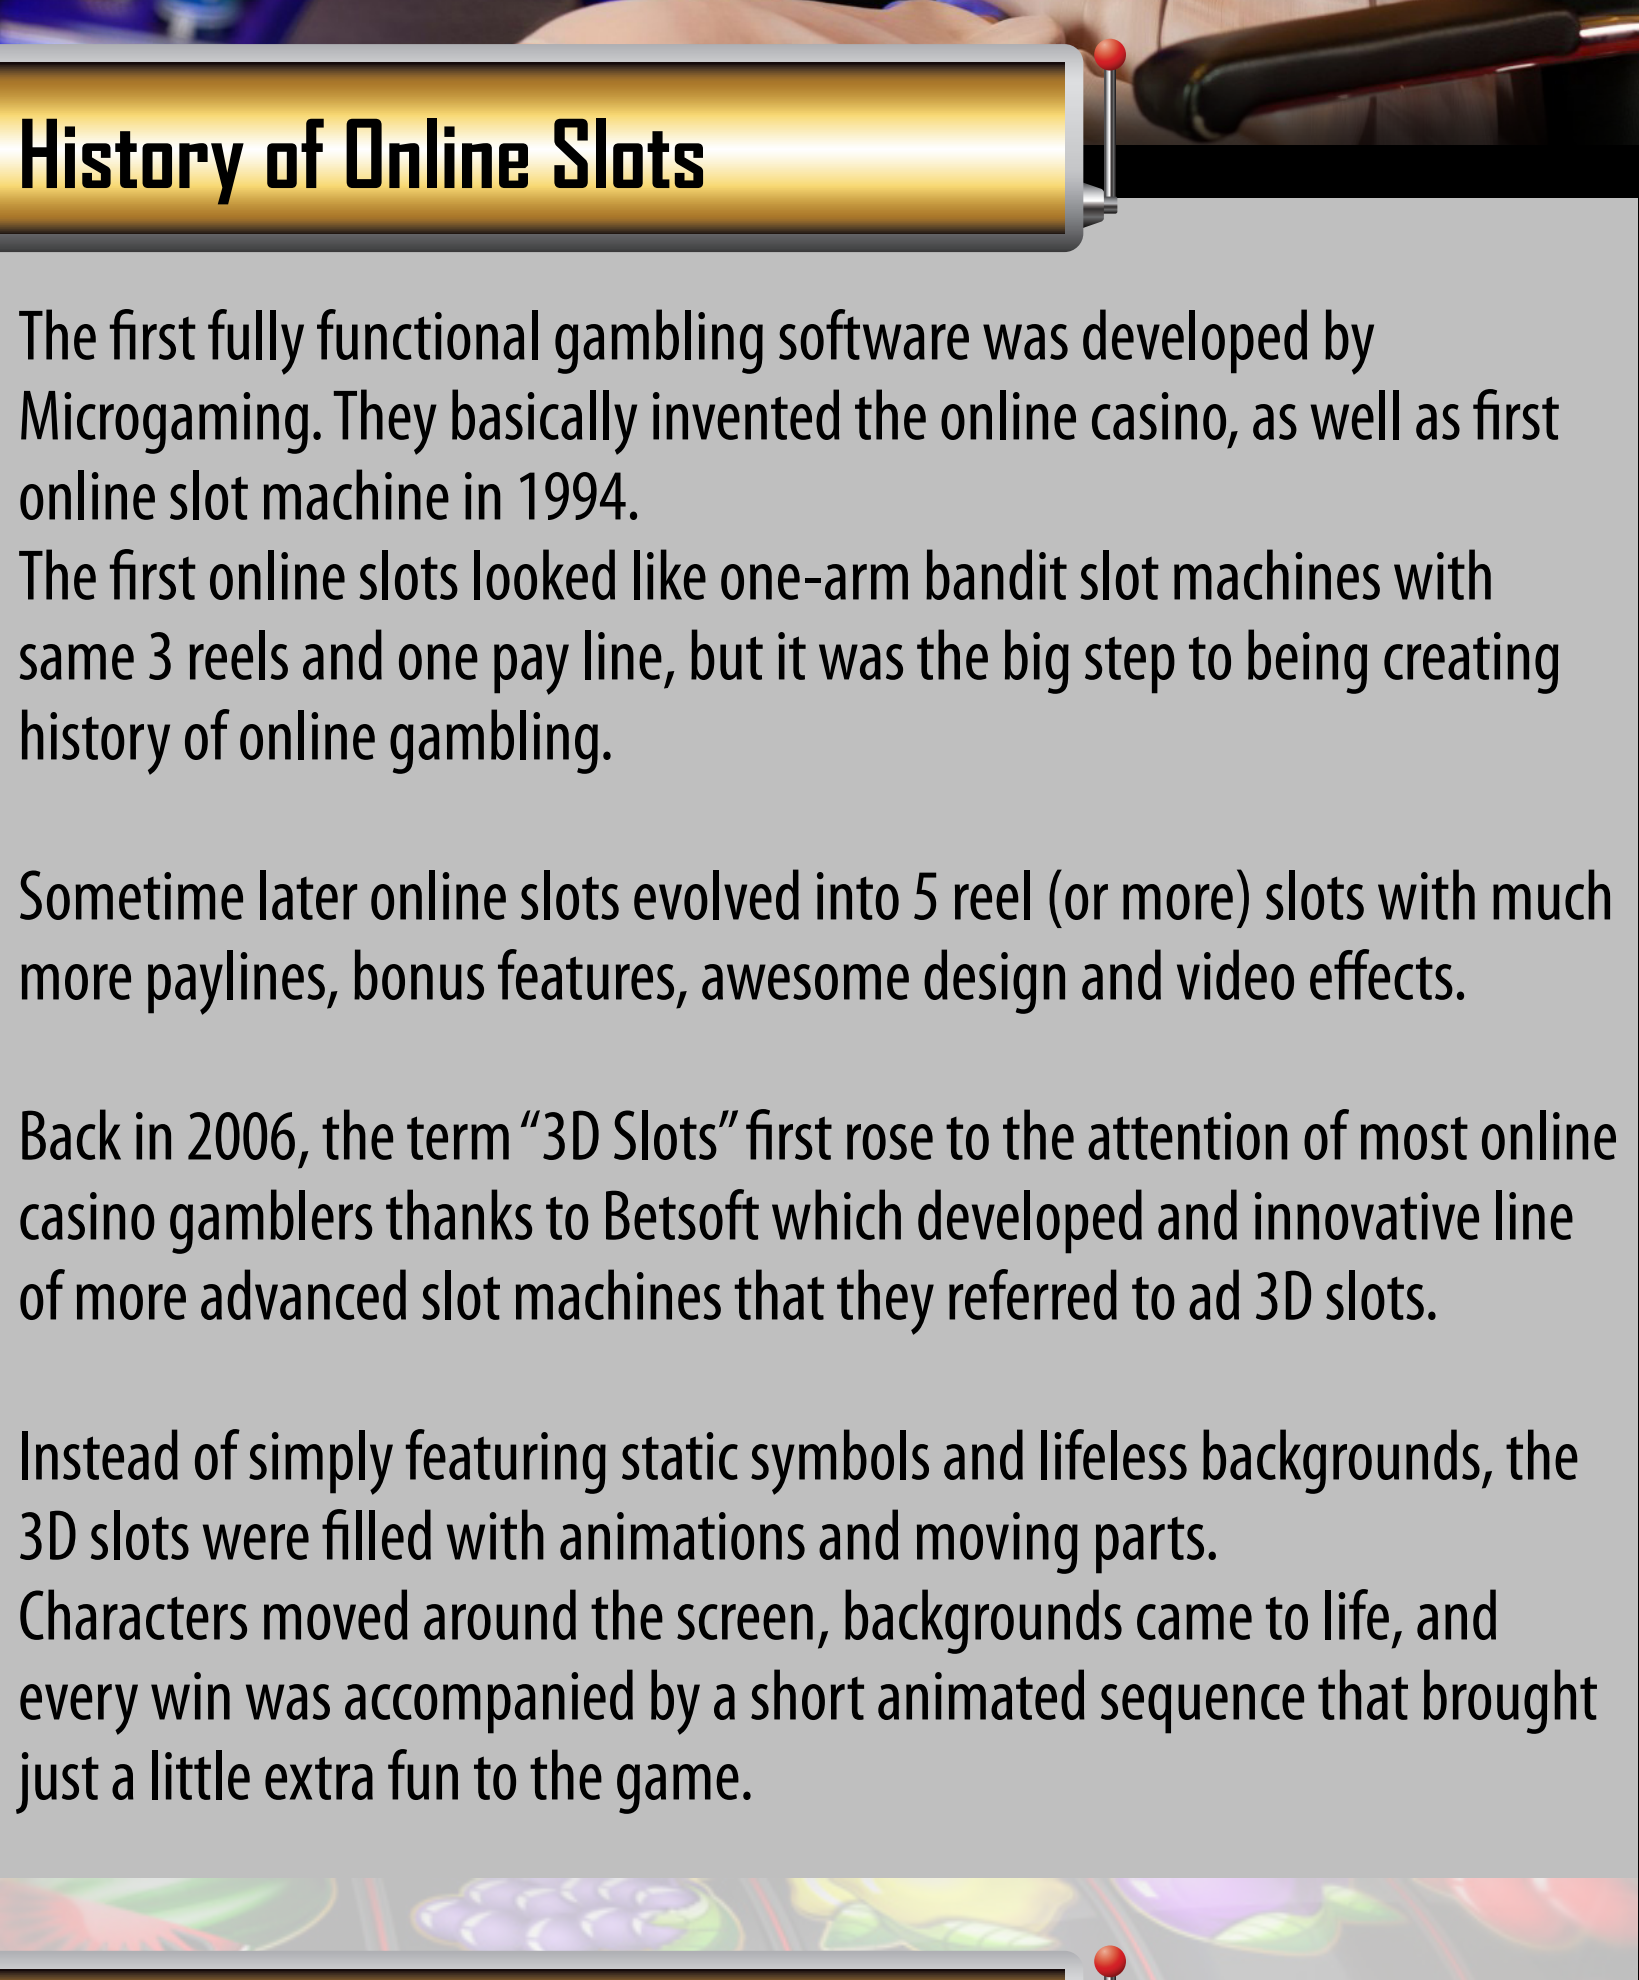 History of Online Slots
The first fully functional gambling software was developed by
Microgaming. They basically invented the online casino, as well as first
online slot machine in 1994.
The first online slots looked like one-arm bandit slot machines with
same 3 reels and one pay line, but it was the big step to being creating
history of online gambling.
Sometime later online slots evolved into 5 reel (or more) slots with much
more paylines, bonus features, awesome design and video effects.
Back in 2006, the term “3D Slots” first rose to the attention of most online
casino gamblers thanks to Betsoft which developed and innovative line
of more advanced slot machines that they referred to ad 3D slots.
Instead of simply featuring static symbols and lifeless backgrounds, the
3D slots were filled with animations and moving parts.
Characters moved around the screen, backgrounds came to life, and
every win was accompanied by a short animated sequence that brought
just a little extra fun to the game.